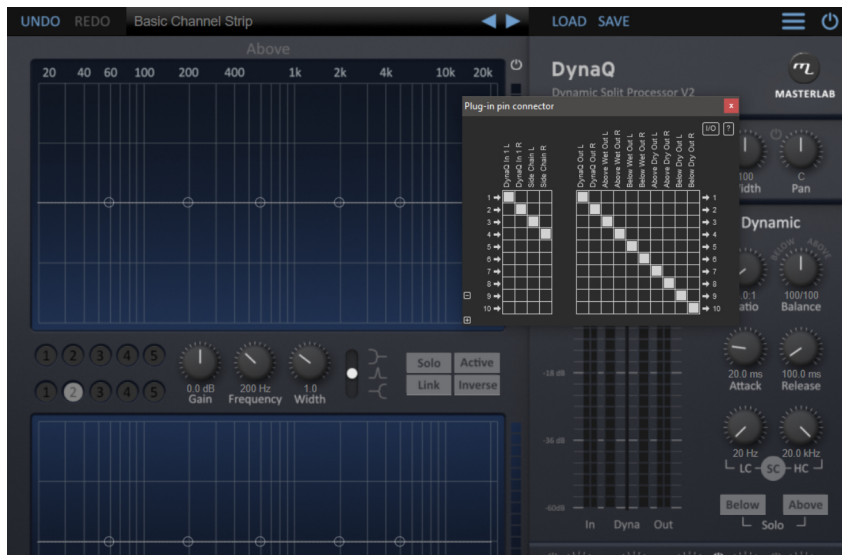 UNDO REDO Basic Channel Strip LOAD SAVE
Above
20 40 60 100 200 400 1k 2k 4k 10k 20k
DynaQ
Dynamic Split Processor V2
MASTERLAB
Plug-in pin connector x
I/O ?
DynaQ In 1 L
DynaQ In 1 R
Side Chain L
Side Chain R
DynaQ Out L
DynaQ Out R
Above Wet Out L
Above Wet Out R
Below Wet Out L
Below Wet Out R
Above Dry Out L
Above Dry Out R
Below Dry Out L
Below Dry Out R
1 1
2 2
3 3
4 4
5 5
6 6
7 7
8 8
9 9
10 10
100 C
idth Pan
Dynamic
BELOW ABOVE
.0:1 100/100
atio Balance
1 2 3 4 5
1 2 3 4 5
0.0 dB 200 Hz 1.0
Gain Frequency Width
Solo Active
Link Inverse
-18 dB
-36 dB
-60dB
In Dyna Out
20.0 ms 100.0 ms
Attack Release
20 Hz 20.0 kHz
LC SC HC
Below Above
Solo